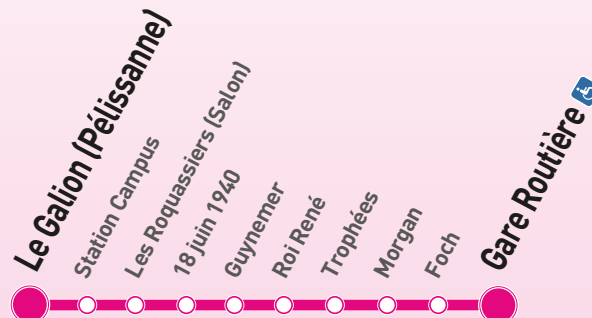 Le Galion (Pélissanne)
Station Campus
Les Roquassiers (Salon)
18 juin 1940
Guynemer
Roi René
Trophées
Morgan
Foch
Gare Routière